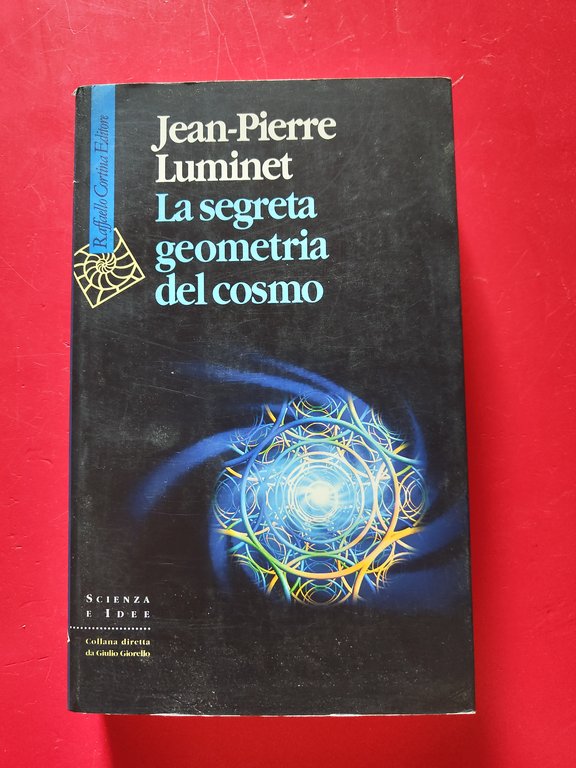 Raffaello Cortina Editore
Jean-Pierre
Luminet
La segreta
geometria
del cosmo
SCIENZA
E IDEE
Collana diretta
da Giulio Giorello